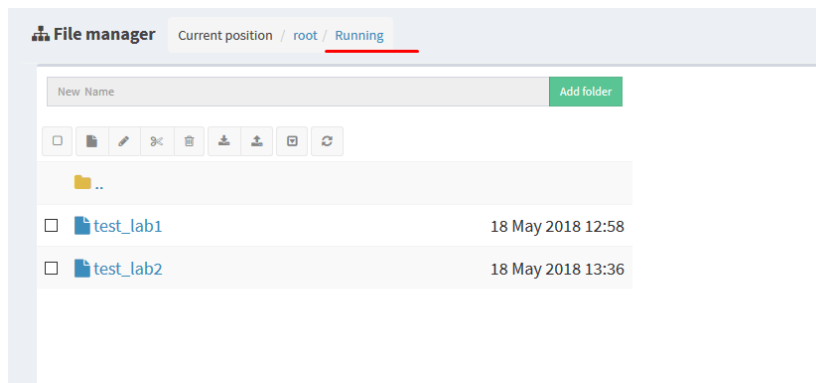 File manager Current position / root / Running
New Name Add folder
..
test_lab1 18 May 2018 12:58
test_lab2 18 May 2018 13:36